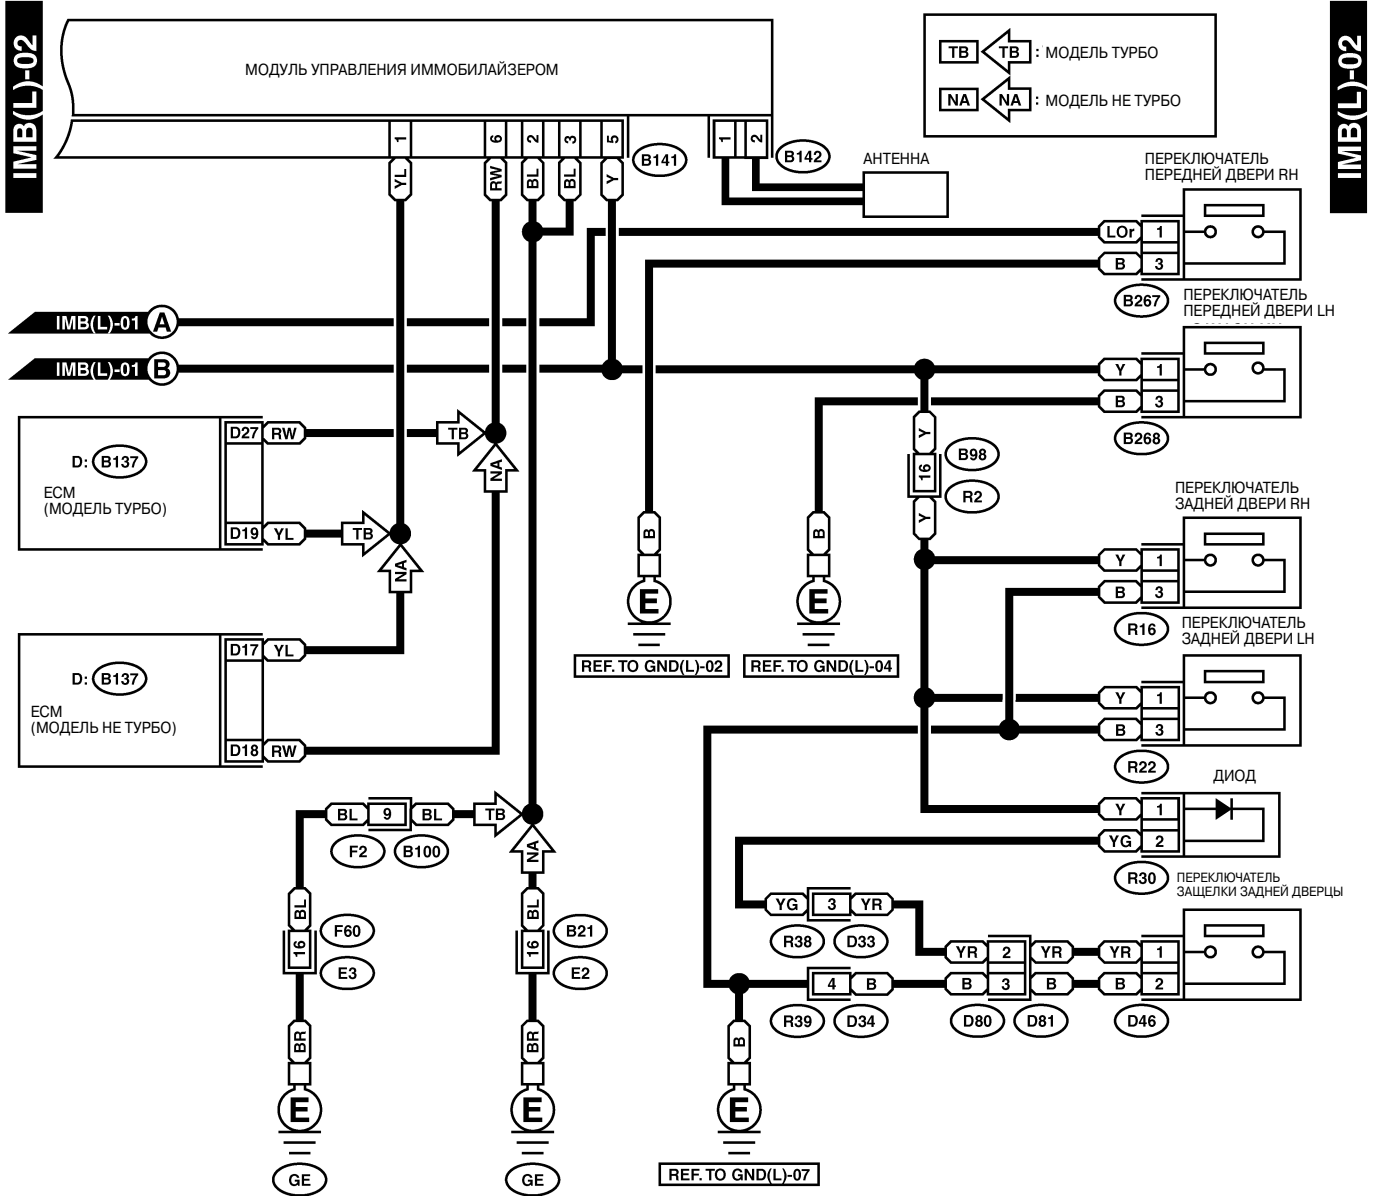 IMB(L)-02
IMB(L)-02
МОДУЛЬ УПРАВЛЕНИЯ ИММОБИЛАЙЗЕРОМ
TB TB : МОДЕЛЬ ТУРБО
NA NA : МОДЕЛЬ НЕ ТУРБО
1 6 2 3 5 B141
1 2 B142
YL RW BL BL Y
АНТЕННА
ПЕРЕКЛЮЧАТЕЛЬ
ПЕРЕДНЕЙ ДВЕРИ RH
LOr 1
B 3
B267
IMB(L)-01 A
ПЕРЕКЛЮЧАТЕЛЬ
ПЕРЕДНЕЙ ДВЕРИ LH
IMB(L)-01 B
Y 1
B 3
B268
D27 RW TB
D: B137
ECM
(МОДЕЛЬ ТУРБО)
D19 YL TB
NA
NA
Y
16
B98
R2
Y
ПЕРЕКЛЮЧАТЕЛЬ
ЗАДНЕЙ ДВЕРИ RH
Y 1
B 3
R16
B
E
REF. TO GND(L)-02
B
E
REF. TO GND(L)-04
D17 YL
D: B137
ECM
(МОДЕЛЬ НЕ ТУРБО)
D18 RW
ПЕРЕКЛЮЧАТЕЛЬ
ЗАДНЕЙ ДВЕРИ LH
Y 1
B 3
R22
ДИОД
Y 1
YG 2
R30
BL 9 BL TB
F2 B100
NA
BL
16
F60
E3
BR
E
GE
BL
16
B21
E2
BR
E
GE
ПЕРЕКЛЮЧАТЕЛЬ
ЗАЩЕЛКИ ЗАДНЕЙ ДВЕРЦЫ
YG 3 YR
R38 D33
YR 2 YR YR 1
4 B B 3 B B 2
R39 D34 D80 D81 D46
B
E
REF. TO GND(L)-07